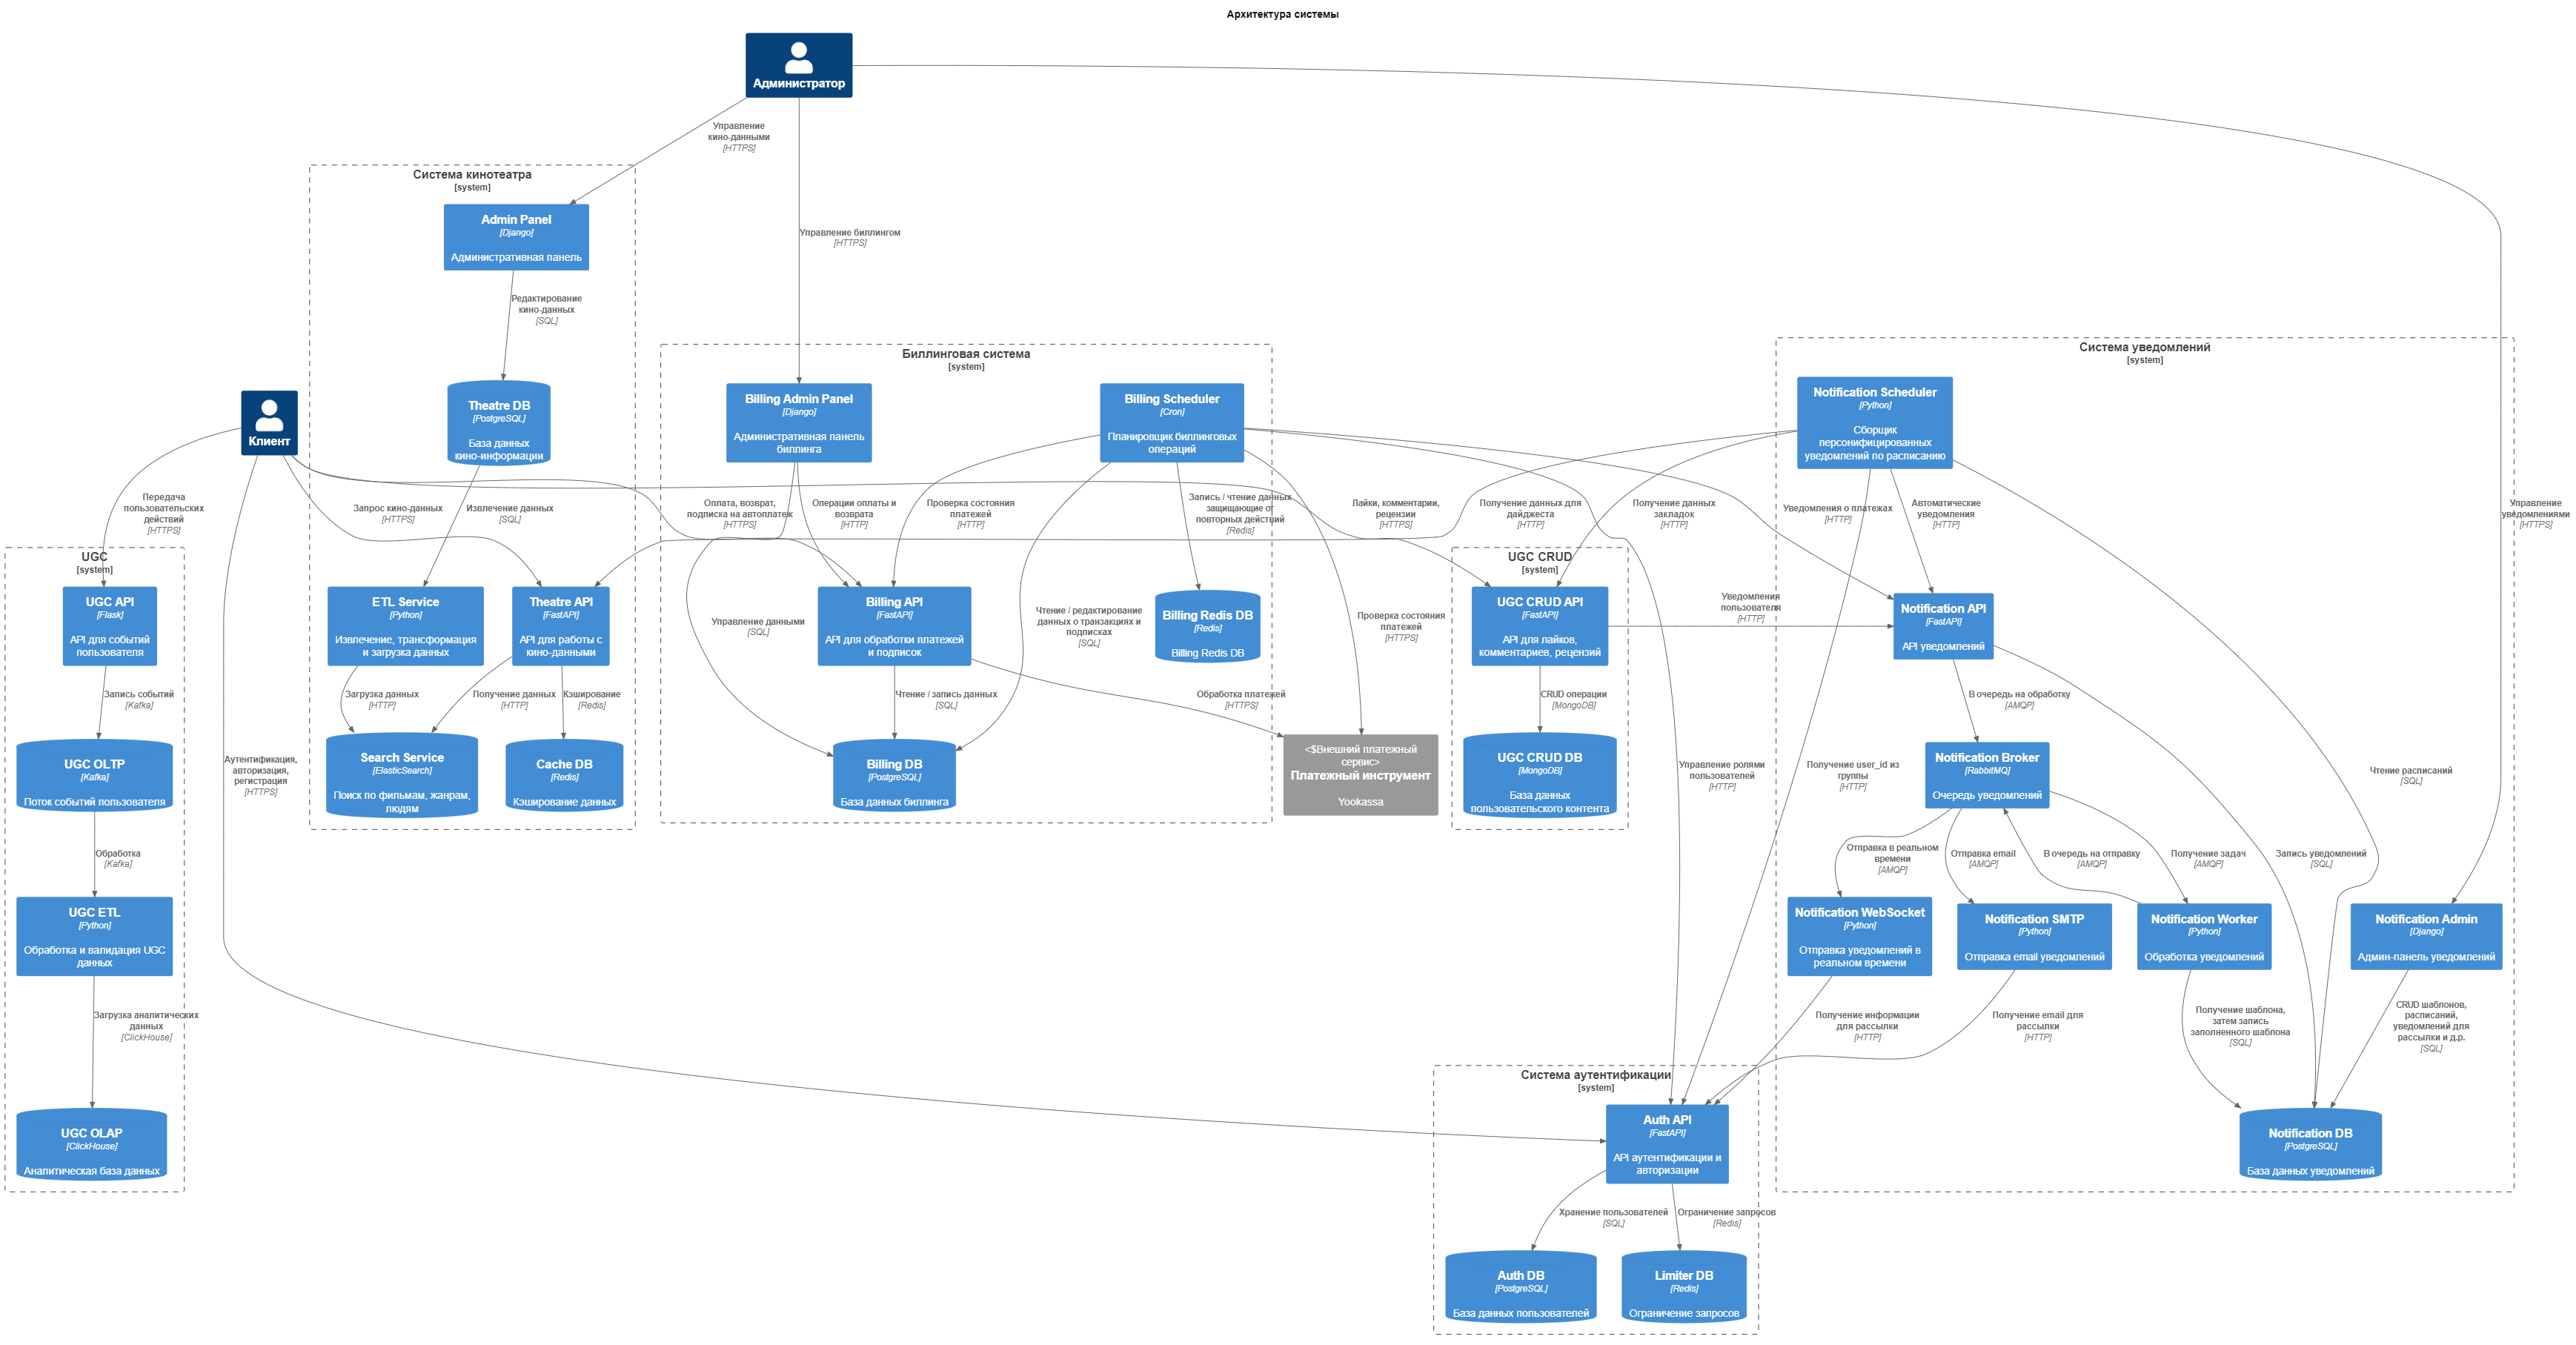 Архитектура системы
Администратор
Управление
кино-данными
[HTTPS]
Система кинотеатра
[system]
Admin Panel
[Django]
Административная панель
Управление биллингом
[HTTPS]
Редактирование
кино-данных
[SQL]
Theatre DB
[PostgreSQL]
База данных
кино-информации
Клиент
Биллинговая система
[system]
Billing Admin Panel
[Django]
Административная панель
биллинга
Billing Scheduler
[Cron]
Планировщик биллинговых
операций
Система уведомлений
[system]
Notification Scheduler
[Python]
Сборщик
персонифицированных
уведомлений по расписанию
Передача
пользовательских
действий
[HTTPS]
Запрос кино-данных
[HTTPS]
Извлечение данных
[SQL]
Оплата, возврат,
подписка на автоплатеж
[HTTPS]
Операции оплаты и
возврата
[HTTP]
Проверка состояния
платежей
[HTTP]
Запись / чтение данных
защищающие от
повторных действий
[Redis]
Лайки, комментарии,
рецензии
[HTTPS]
Получение данных для
дайджеста
[HTTP]
Получение данных
закладок
[HTTP]
Уведомления о платежах
[HTTP]
Автоматические
уведомления
[HTTP]
Управление
уведомлениями
[HTTPS]
UGC
[system]
UGC API
[Flask]
API для событий
пользователя
ETL Service
[Python]
Извлечение, трансформация
и загрузка данных
Theatre API
[FastAPI]
API для работы с
кино-данными
Управление данными
[SQL]
Billing API
[FastAPI]
API для обработки платежей
и подписок
Чтение / редактирование
данных о транзакциях и
подписках
[SQL]
Billing Redis DB
[Redis]
Billing Redis DB
Проверка состояния
платежей
[HTTPS]
UGC CRUD
[system]
UGC CRUD API
[FastAPI]
API для лайков,
комментариев, рецензий
Уведомления
пользователя
[HTTP]
Notification API
[FastAPI]
API уведомлений
Запись событий
[Kafka]
Загрузка данных
[HTTP]
Получение данных
[HTTP]
Кэширование
[Redis]
Чтение / запись данных
[SQL]
Обработка платежей
[HTTPS]
CRUD операции
[MongoDB]
В очередь на обработку
[AMQP]
UGC OLTP
[Kafka]
Поток событий пользователя
Аутентификация,
авторизация,
регистрация
[HTTPS]
Search Service
[ElasticSearch]
Поиск по фильмам, жанрам,
людям
Cache DB
[Redis]
Кэширование данных
Billing DB
[PostgreSQL]
База данных биллинга
<$Внешний платежный
сервис>
Платежный инструмент
Yookassa
UGC CRUD DB
[MongoDB]
База данных
пользовательского контента
Управление ролями
пользователей
[HTTP]
Получение user_id из
группы
[HTTP]
Notification Broker
[RabbitMQ]
Очередь уведомлений
Чтение расписаний
[SQL]
Обработка
[Kafka]
Отправка в реальном
времени
[AMQP]
Отправка email
[AMQP]
В очередь на отправку
[AMQP]
Получение задач
[AMQP]
Запись уведомлений
[SQL]
UGC ETL
[Python]
Обработка и валидация UGC
данных
Notification WebSocket
[Python]
Отправка уведомлений в
реальном времени
Notification SMTP
[Python]
Отправка email уведомлений
Notification Worker
[Python]
Обработка уведомлений
Notification Admin
[Django]
Админ-панель уведомлений
Загрузка аналитических
данных
[ClickHouse]
Получение информации
для рассылки
[HTTP]
Получение email для
рассылки
[HTTP]
Получение шаблона,
затем запись
заполненного шаблона
[SQL]
CRUD шаблонов,
расписаний,
уведомлений для
рассылки и д.р.
[SQL]
Система аутентификации
[system]
UGC OLAP
[ClickHouse]
Аналитическая база данных
Auth API
[FastAPI]
API аутентификации и
авторизации
Notification DB
[PostgreSQL]
База данных уведомлений
Хранение пользователей
[SQL]
Ограничение запросов
[Redis]
Auth DB
[PostgreSQL]
База данных пользователей
Limiter DB
[Redis]
Ограничение запросов